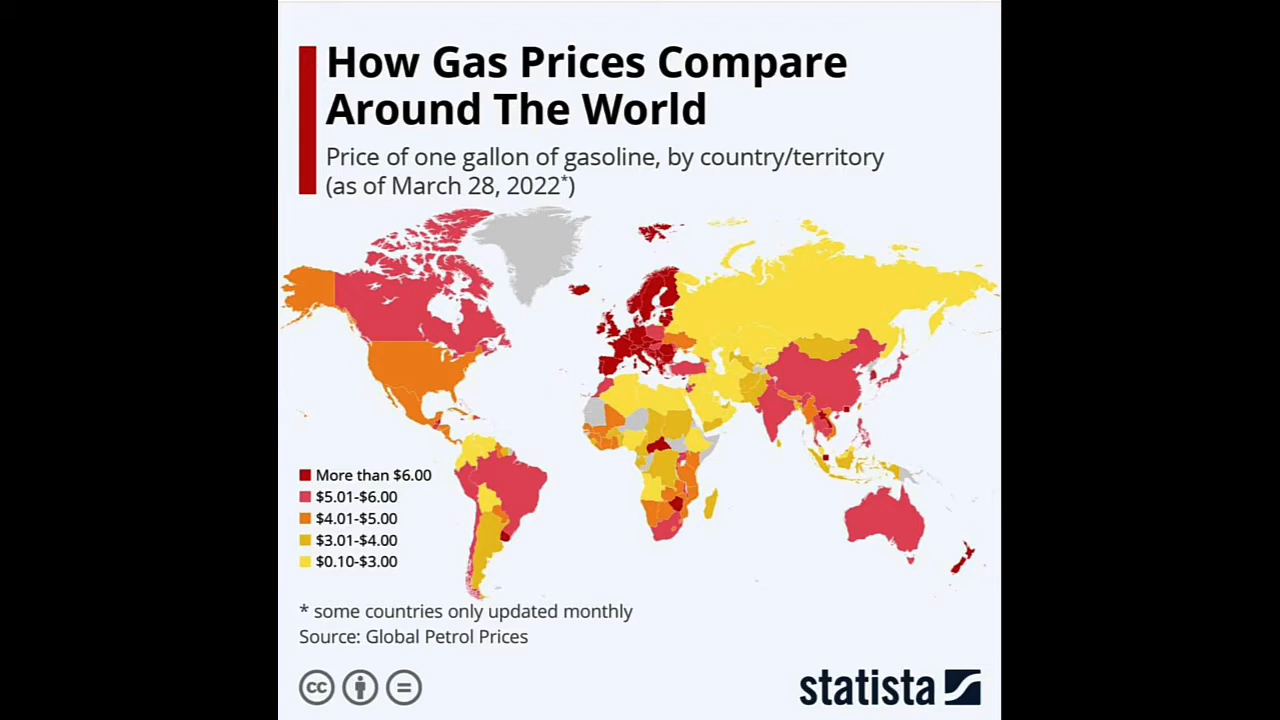 How Gas Prices Compare
Around The World
Price of one gallon of gasoline, by country/territory
(as of March 28, 2022*)
More than $6.00
$5.01-$6.00
$4.01-$5.00
$3.01-$4.00
$0.10-$3.00
* some countries only updated monthly
Source: Global Petrol Prices
cc
statista